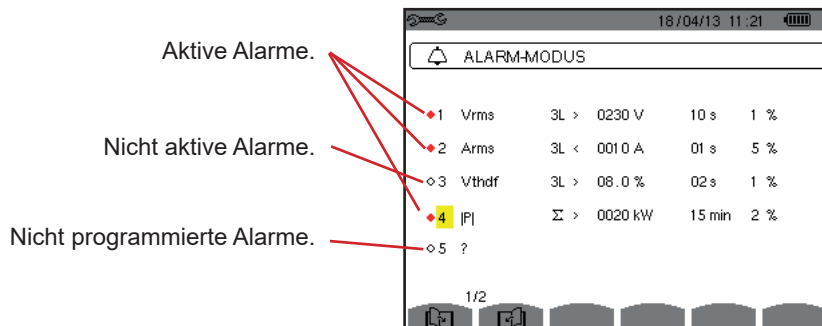 18/04/13 11:21
Aktive Alarme.
ALARM-MODUS
1 Vrms 3L > 0230 V 10 s 1 %
2 Arms 3L < 0010 A 01 s 5 %
Nicht aktive Alarme.
3 Vthdf 3L > 08.0 % 02 s 1 %
4 |P| Σ > 0020 kW 15 min 2 %
Nicht programmierte Alarme.
5 ?
1/2